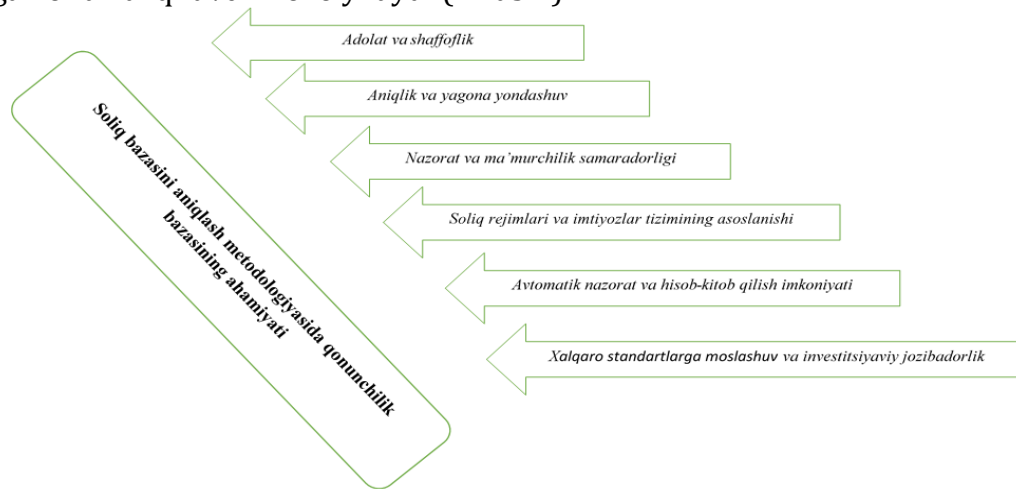 Adolat va shaffoflik
Aniqlik va yagona yondashuv
Nazorat va ma’murchilik samaradorligi
Soliq rejimlari va imtiyozlar tizimining asoslanishi
Avtomatik nazorat va hisob-kitob qilish imkoniyati
Xalqaro standartlarga moslashuv va investitsiyaviy jozibadorlik
Soliq bazasini aniqlash metodologiyasida qonunchilik
bazasining ahamiyati